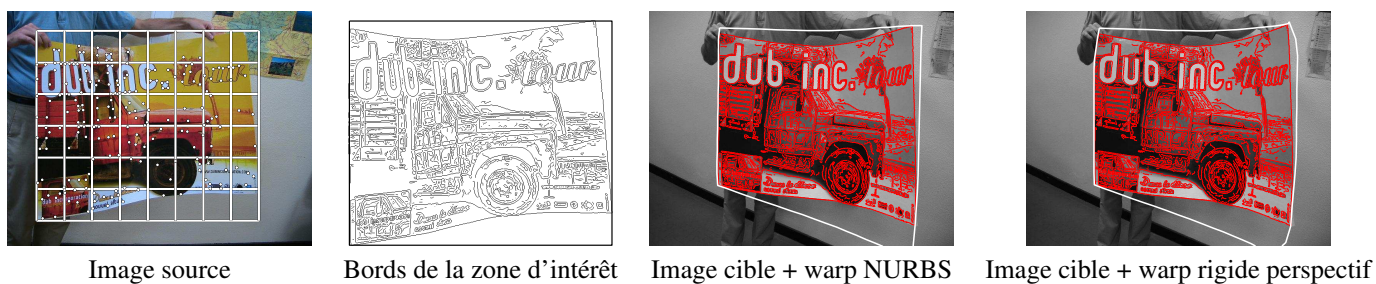 dub inc. tour
dub inc. tour
dub inc. tour
dub inc. tour
Image source
Bords de la zone d'intérêt
Image cible + warp NURBS
Image cible + warp rigide perspectif